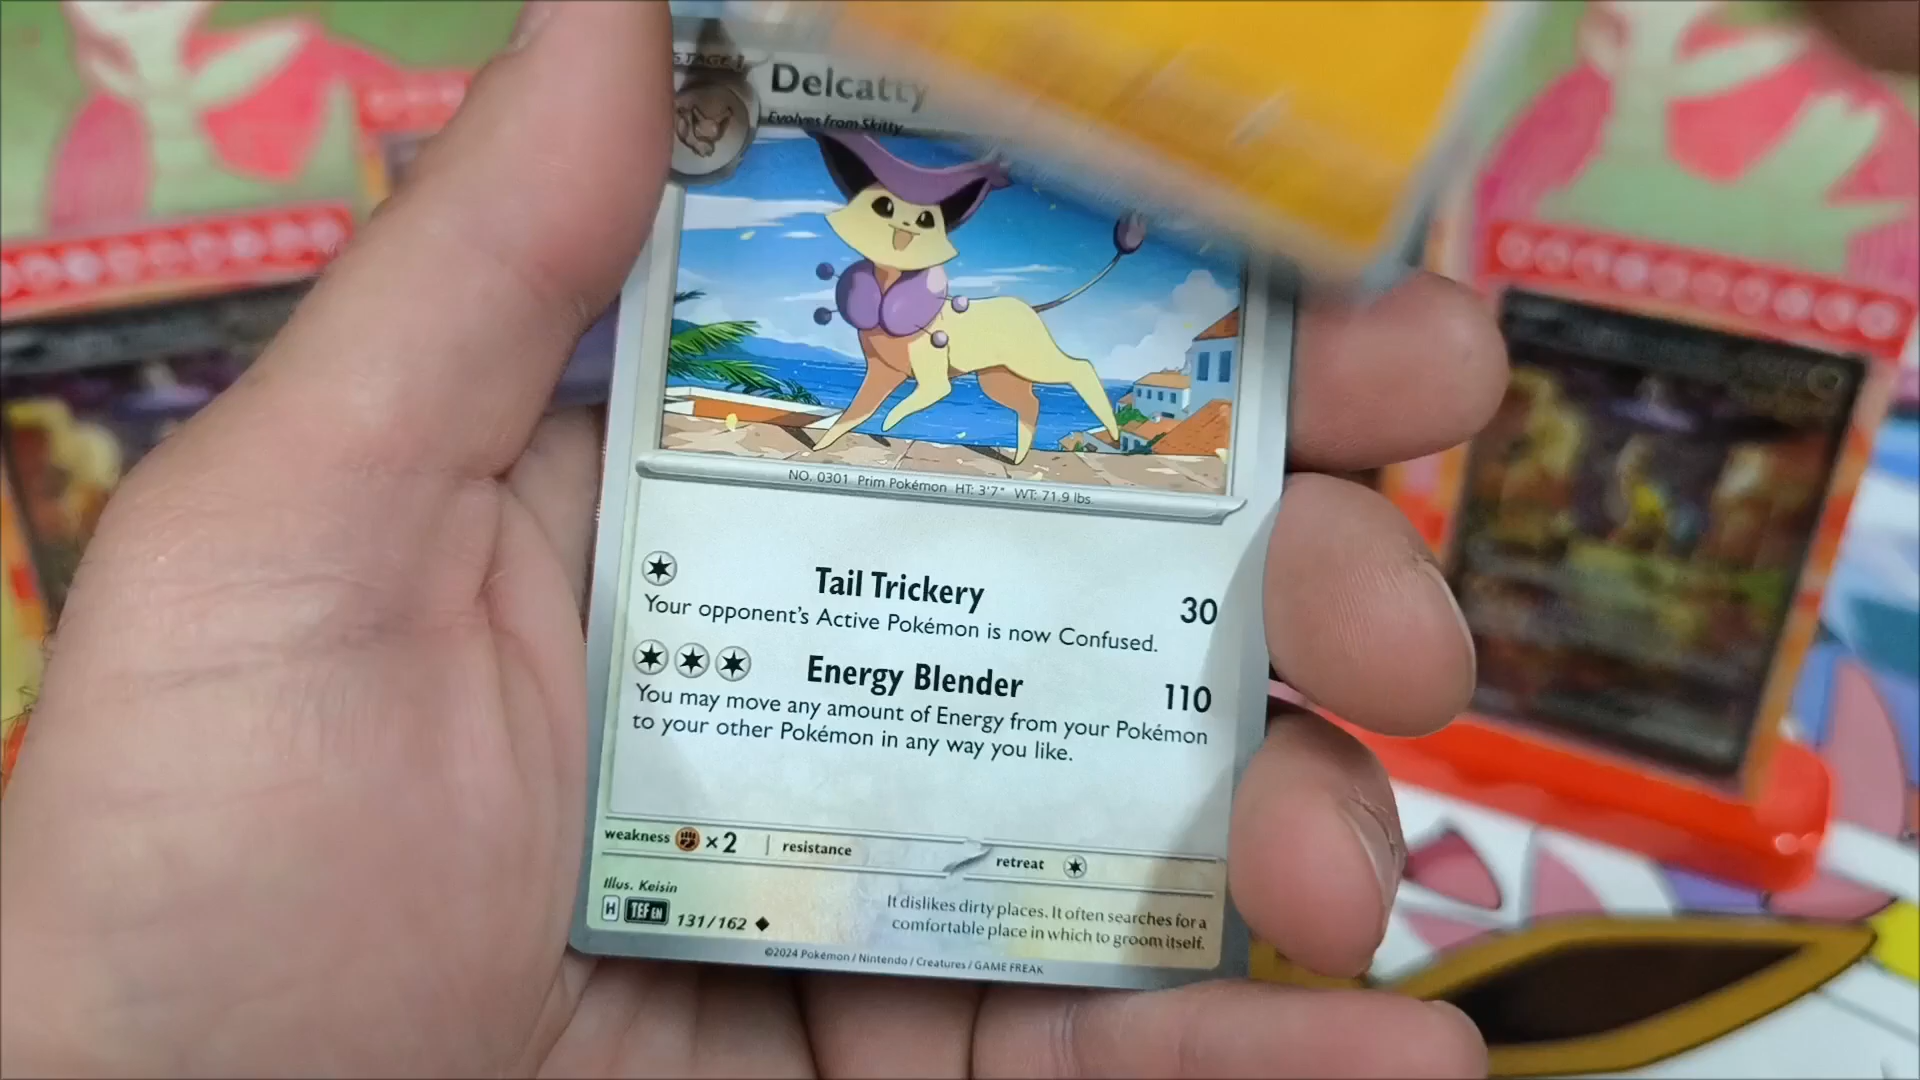 STAGE 1
Delcatty
Evolves from Skitty
NO. 0301 Prim Pokémon HT: 3'7" WT: 71.9 lbs.
Tail Trickery 30
Your opponent's Active Pokémon is now Confused.
Energy Blender 110
You may move any amount of Energy from your Pokémon
to your other Pokémon in any way you like.
weakness ×2 resistance retreat
Illus. Keisin
H TEF EN 131/162
It dislikes dirty places. It often searches for a
comfortable place in which to groom itself.
©2024 Pokémon / Nintendo / Creatures / GAME FREAK